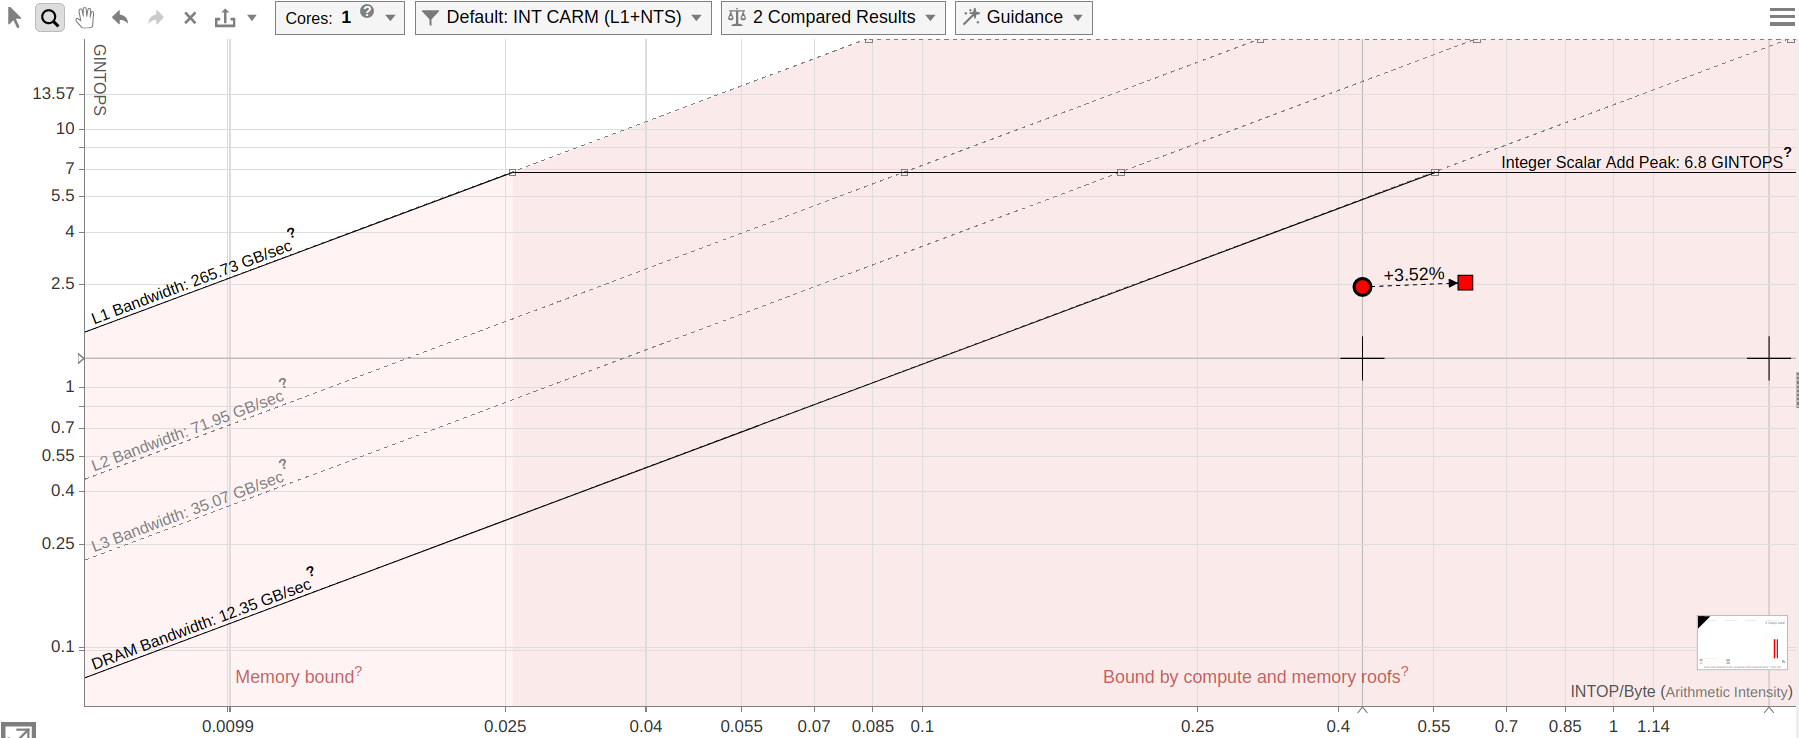 Cores: 1 ?
Default: INT CARM (L1+NTS)
2 Compared Results
Guidance
GINTOPS
13.57
10
7
5.5
4
2.5
1
0.7
0.55
0.4
0.25
0.1
Integer Scalar Add Peak: 6.8 GINTOPS?
L1 Bandwidth: 265.73 GB/sec?
+3.52%
L2 Bandwidth: 71.95 GB/sec?
L3 Bandwidth: 35.07 GB/sec?
DRAM Bandwidth: 12.35 GB/sec?
Memory bound?
Bound by compute and memory roofs?
INTOP/Byte (Arithmetic Intensity)
0.0099 0.025 0.04 0.055 0.07 0.085 0.1 0.25 0.4 0.55 0.7 0.85 1 1.14